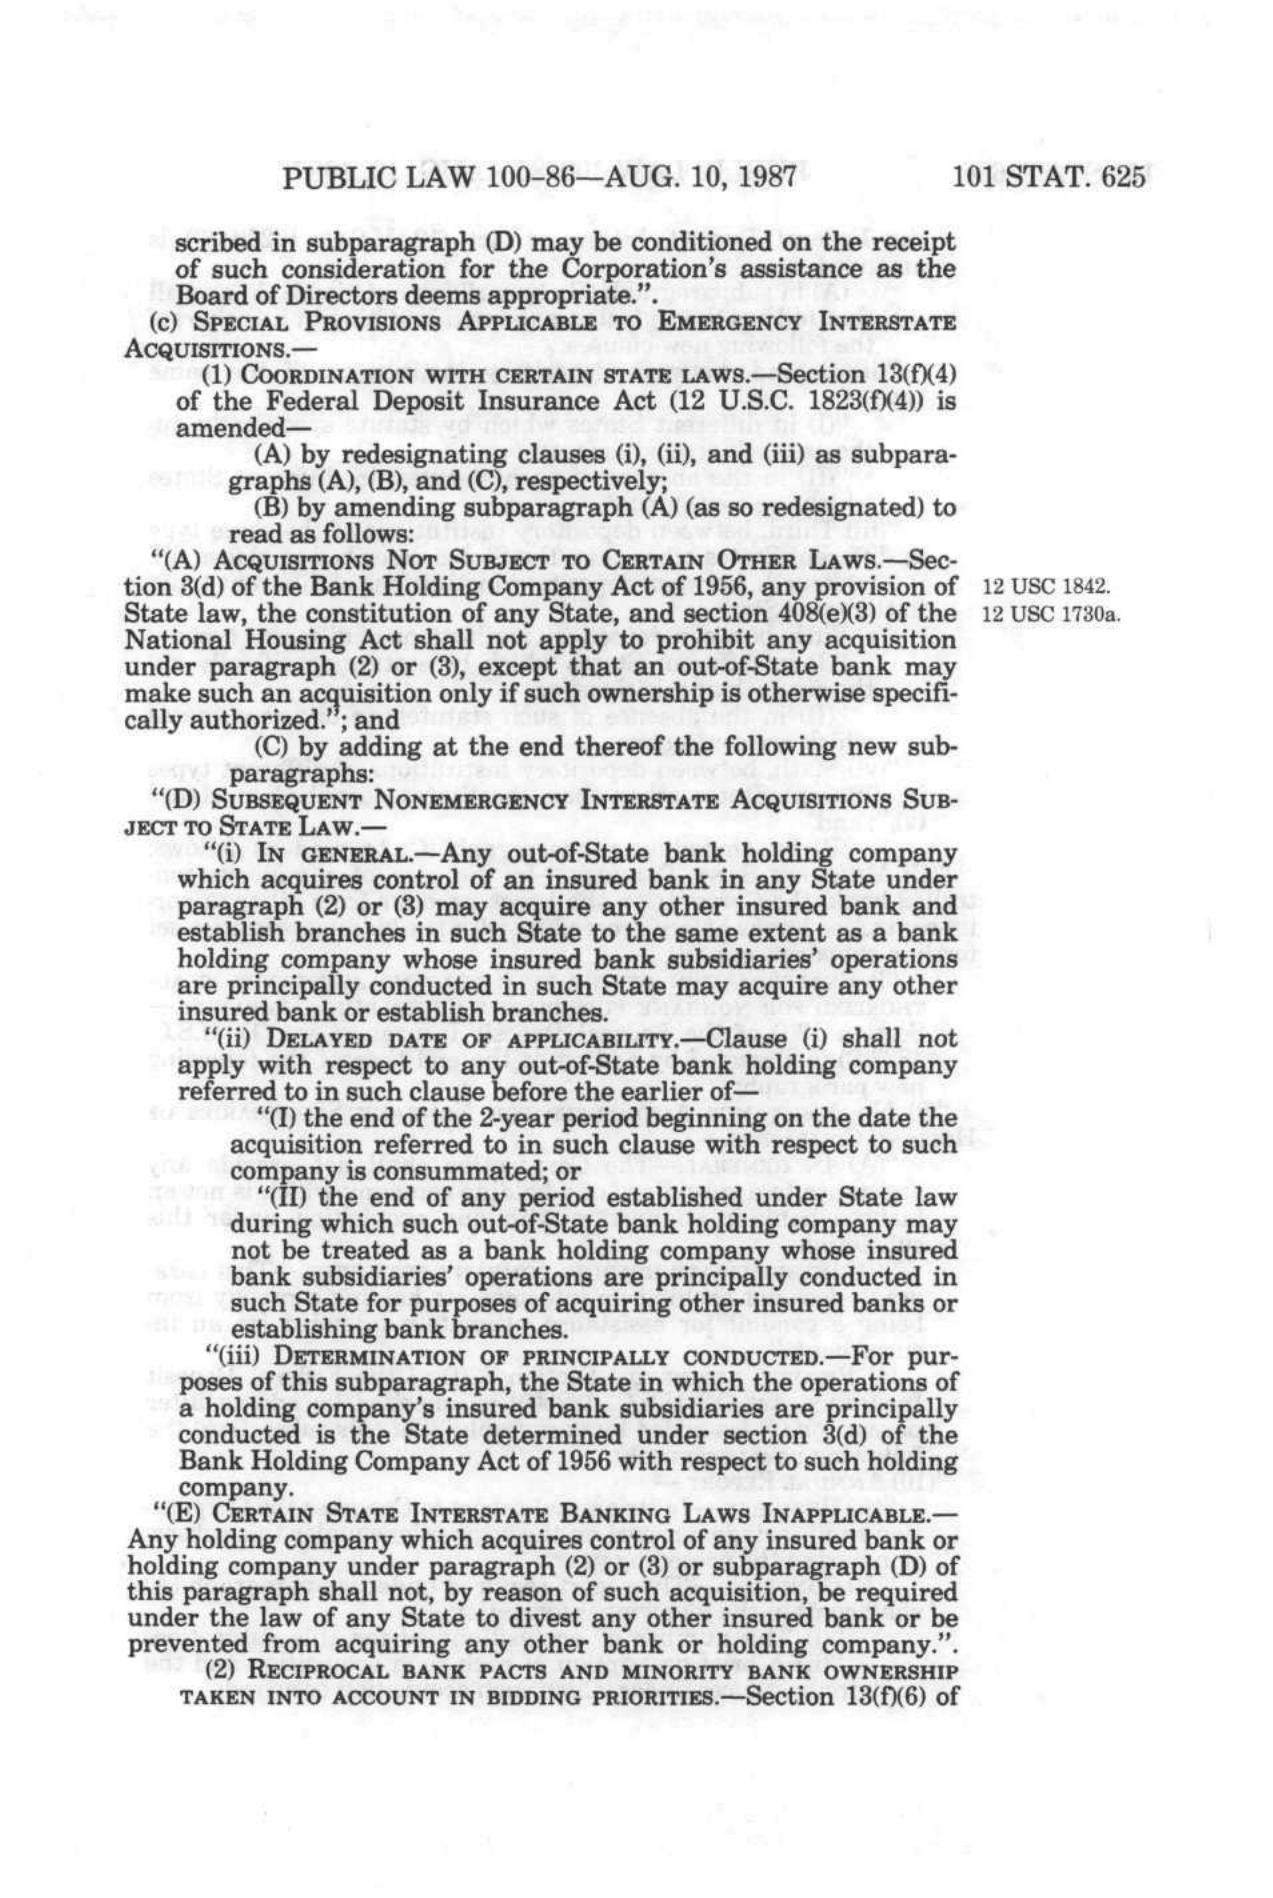 PUBLIC LAW 100–86—AUG. 10, 1987 101 STAT. 625
scribed in subparagraph (D) may be conditioned on the receipt
of such consideration for the Corporation's assistance as the
Board of Directors deems appropriate.”.
(c) SPECIAL PROVISIONS APPLICABLE TO EMERGENCY INTERSTATE
ACQUISITIONS.—
(1) COORDINATION WITH CERTAIN STATE LAWS.—Section 13(f)(4)
of the Federal Deposit Insurance Act (12 U.S.C. 1823(f)(4)) is
amended—
(A) by redesignating clauses (i), (ii), and (iii) as subpara-
graphs (A), (B), and (C), respectively;
(B) by amending subparagraph (A) (as so redesignated) to
read as follows:
“(A) ACQUISITIONS NOT SUBJECT TO CERTAIN OTHER LAWS.—Sec-
tion 3(d) of the Bank Holding Company Act of 1956, any provision of 12 USC 1842.
State law, the constitution of any State, and section 408(e)(3) of the 12 USC 1730a.
National Housing Act shall not apply to prohibit any acquisition
under paragraph (2) or (3), except that an out-of-State bank may
make such an acquisition only if such ownership is otherwise specifi-
cally authorized.”; and
(C) by adding at the end thereof the following new sub-
paragraphs:
“(D) SUBSEQUENT NONEMERGENCY INTERSTATE ACQUISITIONS SUB-
JECT TO STATE LAW.—
“(i) IN GENERAL.—Any out-of-State bank holding company
which acquires control of an insured bank in any State under
paragraph (2) or (3) may acquire any other insured bank and
establish branches in such State to the same extent as a bank
holding company whose insured bank subsidiaries' operations
are principally conducted in such State may acquire any other
insured bank or establish branches.
“(ii) DELAYED DATE OF APPLICABILITY.—Clause (i) shall not
apply with respect to any out-of-State bank holding company
referred to in such clause before the earlier of—
“(I) the end of the 2-year period beginning on the date the
acquisition referred to in such clause with respect to such
company is consummated; or
“(II) the end of any period established under State law
during which such out-of-State bank holding company may
not be treated as a bank holding company whose insured
bank subsidiaries' operations are principally conducted in
such State for purposes of acquiring other insured banks or
establishing bank branches.
“(iii) DETERMINATION OF PRINCIPALLY CONDUCTED.—For pur-
poses of this subparagraph, the State in which the operations of
a holding company's insured bank subsidiaries are principally
conducted is the State determined under section 3(d) of the
Bank Holding Company Act of 1956 with respect to such holding
company.
“(E) CERTAIN STATE INTERSTATE BANKING LAWS INAPPLICABLE.—
Any holding company which acquires control of any insured bank or
holding company under paragraph (2) or (3) or subparagraph (D) of
this paragraph shall not, by reason of such acquisition, be required
under the law of any State to divest any other insured bank or be
prevented from acquiring any other bank or holding company.”.
(2) RECIPROCAL BANK PACTS AND MINORITY BANK OWNERSHIP
TAKEN INTO ACCOUNT IN BIDDING PRIORITIES.—Section 13(f)(6) of